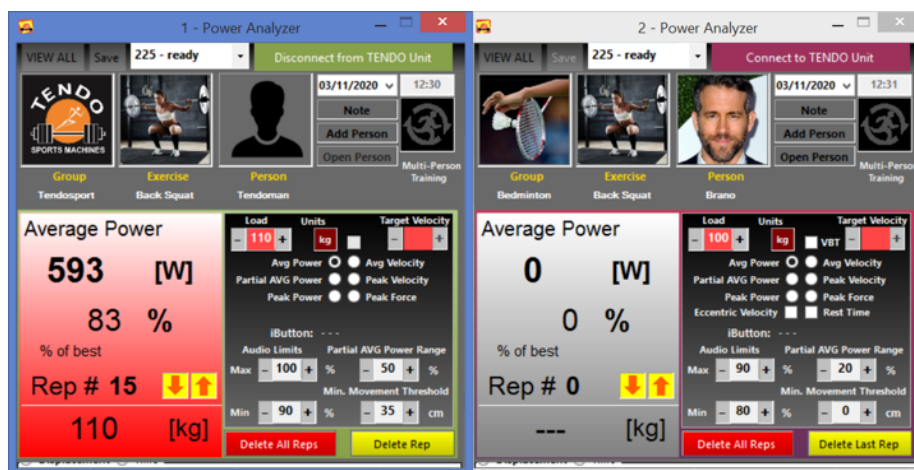 1 - Power Analyzer
VIEW ALL Save 225 - ready Disconnect from TENDO Unit
TENDO
SPORTS MACHINES
03/11/2020 12:30
Note
Add Person
Open Person
Multi-Person
Training
Group Exercise Person
Tendosport Back Squat Tendoman
Average Power
593 [W]
83 %
% of best
Rep # 15
110 [kg]
Load Units Target Velocity
- 110 + kg - +
Avg Power Avg Velocity
Partial AVG Power Peak Velocity
Peak Power Peak Force
iButton: - - -
Audio Limits Partial AVG Power Range
Max - 100 + % - 50 + %
Min. Movement Threshold
Min - 90 + % - 35 + cm
Delete All Reps Delete Rep
2 - Power Analyzer
VIEW ALL Save 225 - ready Connect to TENDO Unit
03/11/2020 12:31
Note
Add Person
Open Person
Multi-Person
Training
Group Exercise Person
Bedminton Back Squat Brano
Average Power
0 [W]
0 %
% of best
Rep # 0
--- [kg]
Load Units Target Velocity
- 100 + kg VBT - +
Avg Power Avg Velocity
Partial AVG Power Peak Velocity
Peak Power Peak Force
Eccentric Velocity Rest Time
iButton: - - -
Audio Limits Partial AVG Power Range
Max - 90 + % - 20 + %
Min. Movement Threshold
Min - 80 + % - 0 + cm
Delete All Reps Delete Last Rep